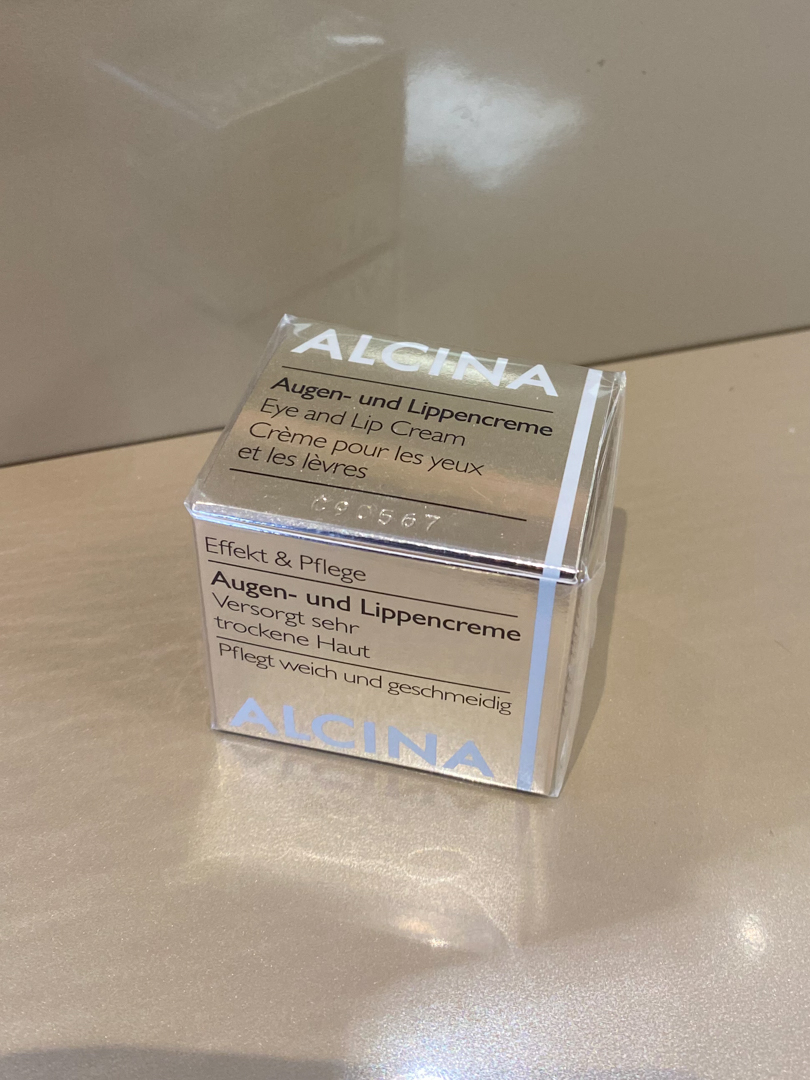 ALCINA
Augen- und Lippencreme
Eye and Lip Cream
Crème pour les yeux
et les lèvres
Effekt & Pflege
Augen- und Lippencreme
Versorgt sehr
trockene Haut
Pflegt weich und geschmeidig
ALCINA